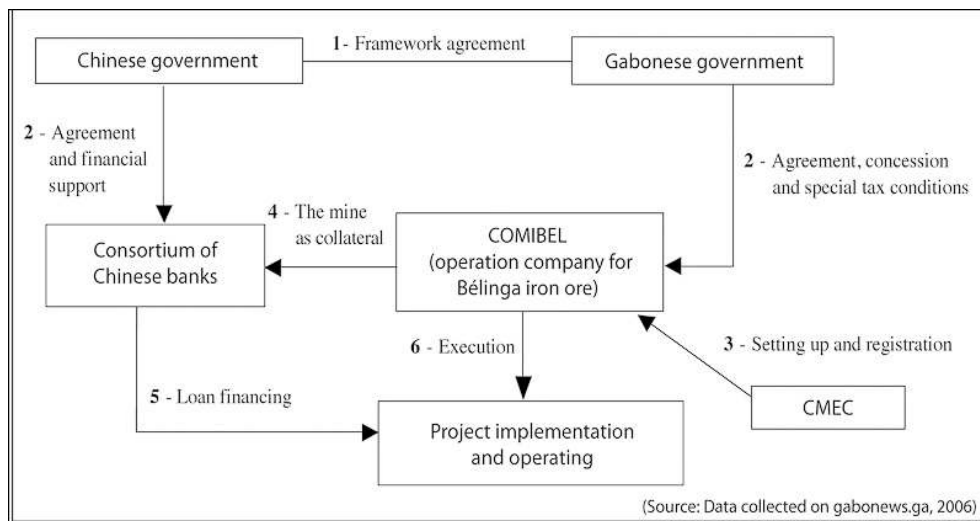 1 - Framework agreement
Chinese government
Gabonese government
2 - Agreement
and financial
support
2 - Agreement, concession
and special tax conditions
4 - The mine
as collateral
Consortium of
Chinese banks
COMIBEL
(operation company for
Bélinga iron ore)
6 - Execution
3 - Setting up and registration
5 - Loan financing
CMEC
Project implementation
and operating
(Source: Data collected on gabonews.ga, 2006)